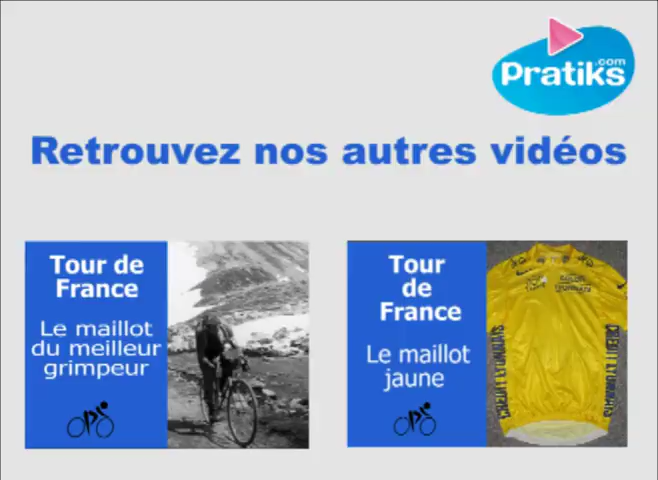 Pratiks.com
Retrouvez nos autres vidéos
Tour de
France
Le maillot
du meilleur
grimpeur
Tour
de
France
Le maillot
jaune